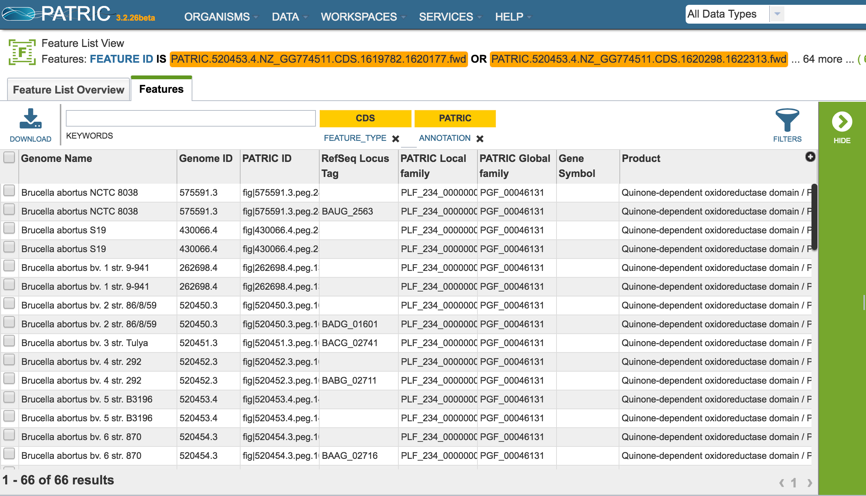 PATRIC 3.2.26beta ORGANISMS DATA WORKSPACES SERVICES HELP All Data Types
F Feature List View
Features: FEATURE ID IS PATRIC.520453.4.NZ_GG774511.CDS.1619782.1620177.fwd OR PATRIC.520453.4.NZ_GG774511.CDS.1620298.1622313.fwd ... 64 more ... (
Feature List Overview Features
DOWNLOAD KEYWORDS CDS PATRIC FILTERS HIDE
FEATURE_TYPE ANNOTATION
Genome Name Genome ID PATRIC ID RefSeq Locus Tag PATRIC Local family PATRIC Global family Gene Symbol Product
Brucella abortus NCTC 8038 575591.3 fig|575591.3.peg.2 PLF_234_0000000 PGF_00046131 Quinone-dependent oxidoreductase domain / P
Brucella abortus NCTC 8038 575591.3 fig|575591.3.peg.2 BAUG_2563 PLF_234_0000000 PGF_00046131 Quinone-dependent oxidoreductase domain / P
Brucella abortus S19 430066.4 fig|430066.4.peg.2 PLF_234_0000000 PGF_00046131 Quinone-dependent oxidoreductase domain / P
Brucella abortus S19 430066.4 fig|430066.4.peg.2 PLF_234_0000000 PGF_00046131 Quinone-dependent oxidoreductase domain / P
Brucella abortus bv. 1 str. 9-941 262698.4 fig|262698.4.peg.1 PLF_234_0000000 PGF_00046131 Quinone-dependent oxidoreductase domain / P
Brucella abortus bv. 1 str. 9-941 262698.4 fig|262698.4.peg.1 PLF_234_0000000 PGF_00046131 Quinone-dependent oxidoreductase domain / P
Brucella abortus bv. 2 str. 86/8/59 520450.3 fig|520450.3.peg.1 PLF_234_0000000 PGF_00046131 Quinone-dependent oxidoreductase domain / P
Brucella abortus bv. 2 str. 86/8/59 520450.3 fig|520450.3.peg.1 BADG_01601 PLF_234_0000000 PGF_00046131 Quinone-dependent oxidoreductase domain / P
Brucella abortus bv. 3 str. Tulya 520451.3 fig|520451.3.peg.1 BACG_02741 PLF_234_0000000 PGF_00046131 Quinone-dependent oxidoreductase domain / P
Brucella abortus bv. 4 str. 292 520452.3 fig|520452.3.peg.1 PLF_234_0000000 PGF_00046131 Quinone-dependent oxidoreductase domain / P
Brucella abortus bv. 4 str. 292 520452.3 fig|520452.3.peg.1 BABG_02711 PLF_234_0000000 PGF_00046131 Quinone-dependent oxidoreductase domain / P
Brucella abortus bv. 5 str. B3196 520453.4 fig|520453.4.peg.1 PLF_234_0000000 PGF_00046131 Quinone-dependent oxidoreductase domain / P
Brucella abortus bv. 5 str. B3196 520453.4 fig|520453.4.peg.1 PLF_234_0000000 PGF_00046131 Quinone-dependent oxidoreductase domain / P
Brucella abortus bv. 6 str. 870 520454.3 fig|520454.3.peg.1 PLF_234_0000000 PGF_00046131 Quinone-dependent oxidoreductase domain / P
Brucella abortus bv. 6 str. 870 520454.3 fig|520454.3.peg.1 BAAG_02716 PLF_234_0000000 PGF_00046131 Quinone-dependent oxidoreductase domain / P
1 - 66 of 66 results 1